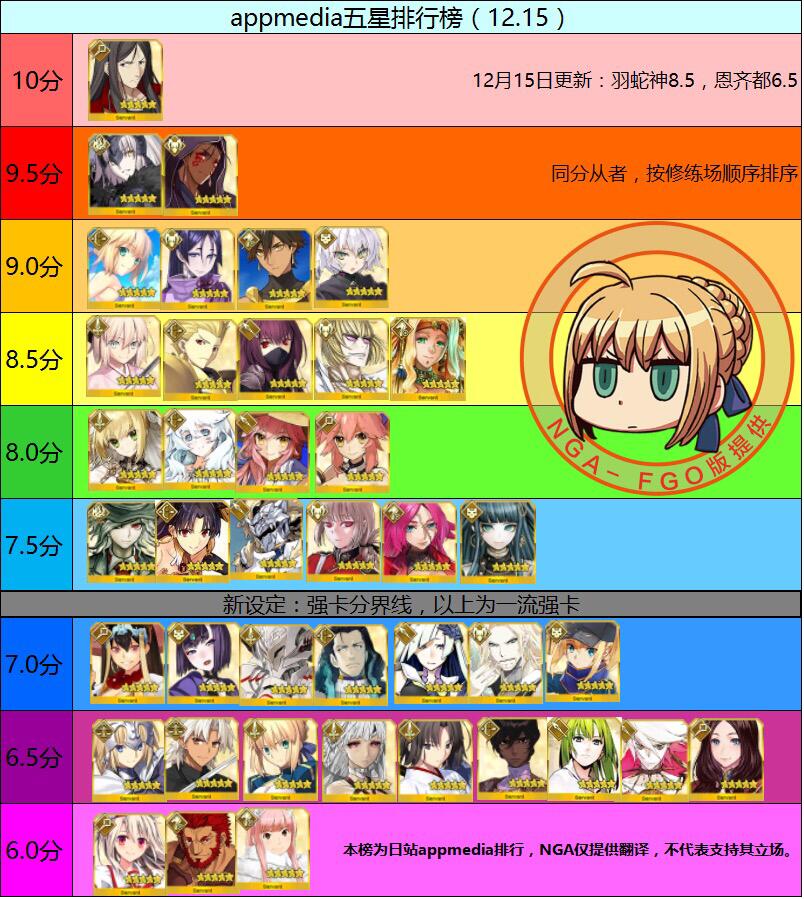 appmedia五星排行榜（12.15）
10分
12月15日更新：羽蛇神8.5，恩齐都6.5
9.5分
同分从者，按修练场顺序排序
9.0分
8.5分
8.0分
NGA- FGO版提供
7.5分
新设定：强卡分界线，以上为一流强卡
7.0分
6.5分
6.0分
本榜为日站appmedia排行，NGA仅提供翻译，不代表支持其立场。